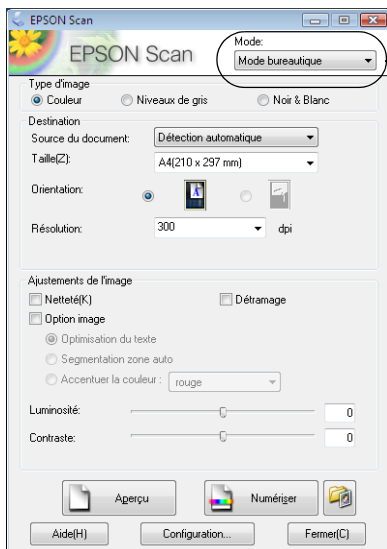 EPSON Scan
EPSON Scan
Mode:
Mode bureautique
Type d'image
Couleur Niveaux de gris Noir & Blanc
Destination
Source du document: Détection automatique
Taille(Z): A4(210 x 297 mm)
Orientation:
Résolution: 300 dpi
Ajustements de l'image
Netteté(K) Détramage
Option image
Optimisation du texte
Segmentation zone auto
Accentuer la couleur : rouge
Luminosité: 0
Contraste: 0
Aperçu Numériser
Aide(H) Configuration... Fermer(C)